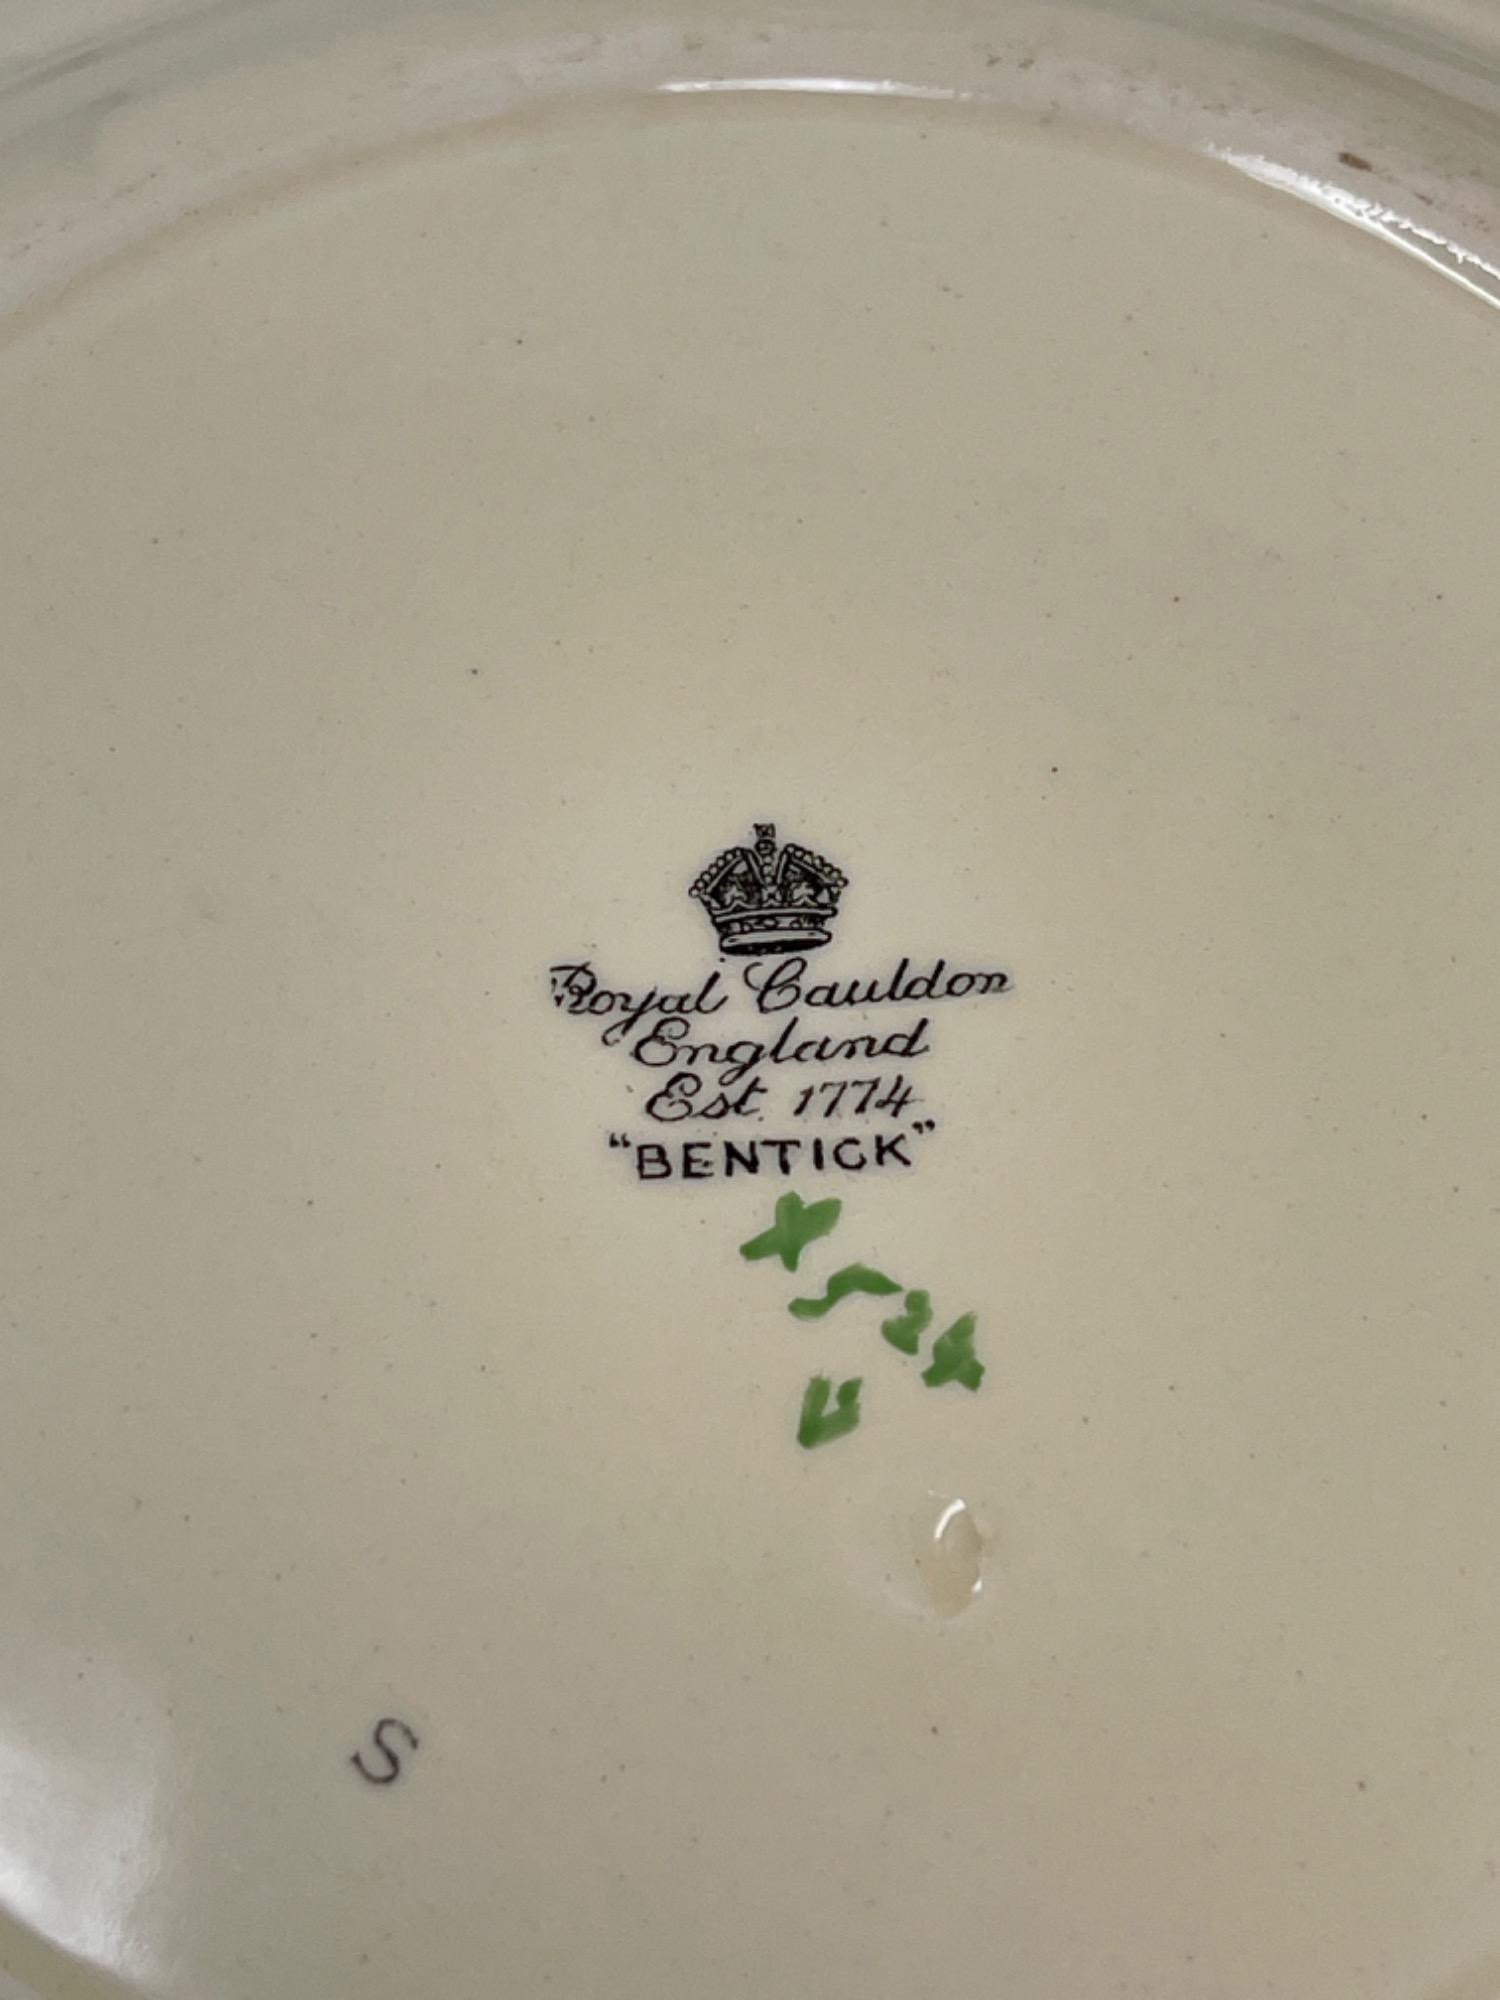 Royal Cauldon
England
Est. 1774
"BENTICK"
S